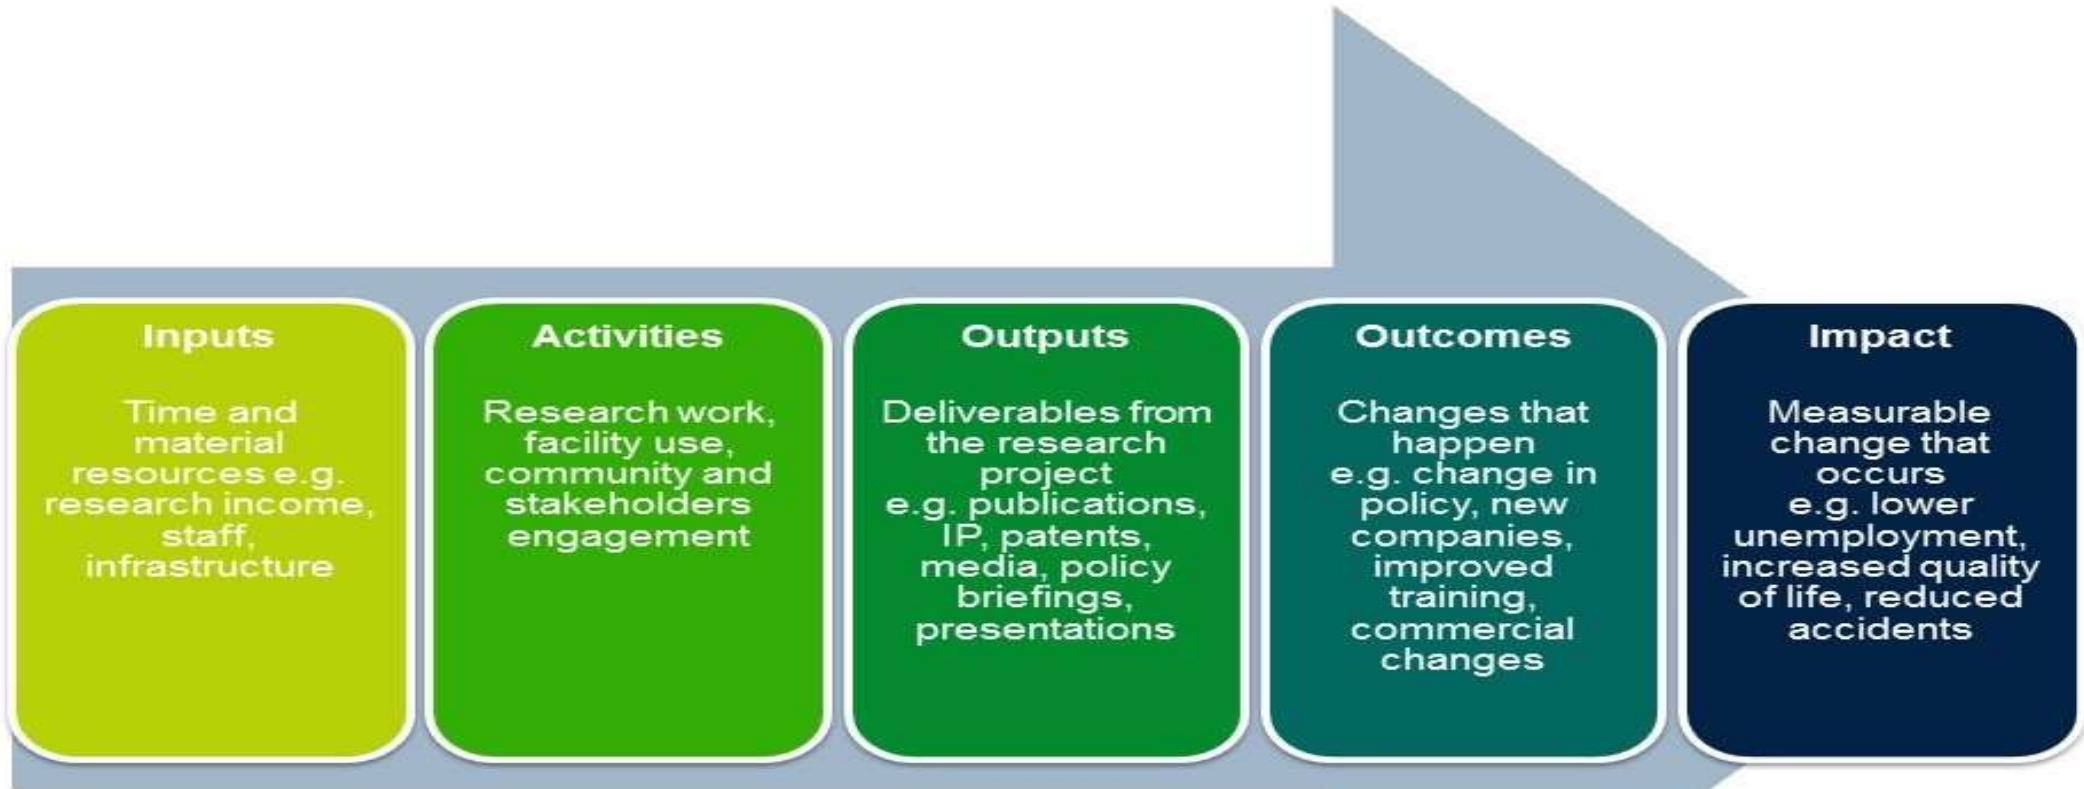 Inputs
Time and
material
resources e.g.
research income,
staff,
infrastructure
Activities
Research work,
facility use,
community and
stakeholders
engagement
Outputs
Deliverables from
the research
project
e.g. publications,
IP, patents,
media, policy
briefings,
presentations
Outcomes
Changes that
happen
e.g. change in
policy, new
companies,
improved
training,
commercial
changes
Impact
Measurable
change that
occurs
e.g. lower
unemployment,
increased quality
of life, reduced
accidents